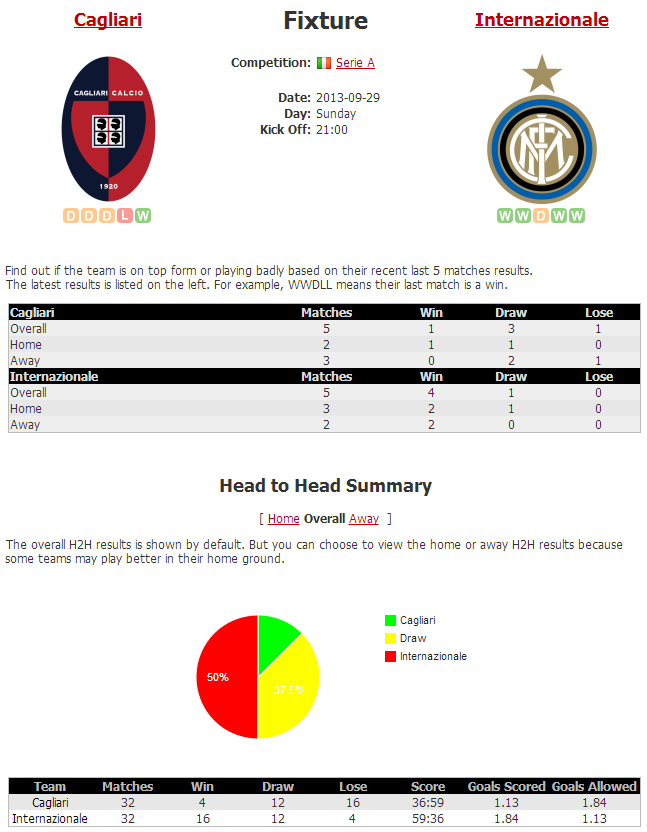 Cagliari Fixture Internazionale
Competition: Serie A
CAGLIARI CALCIO
1920
Date: 2013-09-29
Day: Sunday
Kick Off: 21:00
D D D L W
W W D W W
Find out if the team is on top form or playing badly based on their recent last 5 matches results.
The latest results is listed on the left. For example, WWDLL means their last match is a win.
Cagliari Matches Win Draw Lose
Overall 5 1 3 1
Home 2 1 1 0
Away 3 0 2 1
Internazionale Matches Win Draw Lose
Overall 5 4 1 0
Home 3 2 1 0
Away 2 2 0 0
Head to Head Summary
[ Home Overall Away ]
The overall H2H results is shown by default. But you can choose to view the home or away H2H results because
some teams may play better in their home ground.
Cagliari
Draw
Internazionale
50%
37.5%
Team Matches Win Draw Lose Score Goals Scored Goals Allowed
Cagliari 32 4 12 16 36:59 1.13 1.84
Internazionale 32 16 12 4 59:36 1.84 1.13